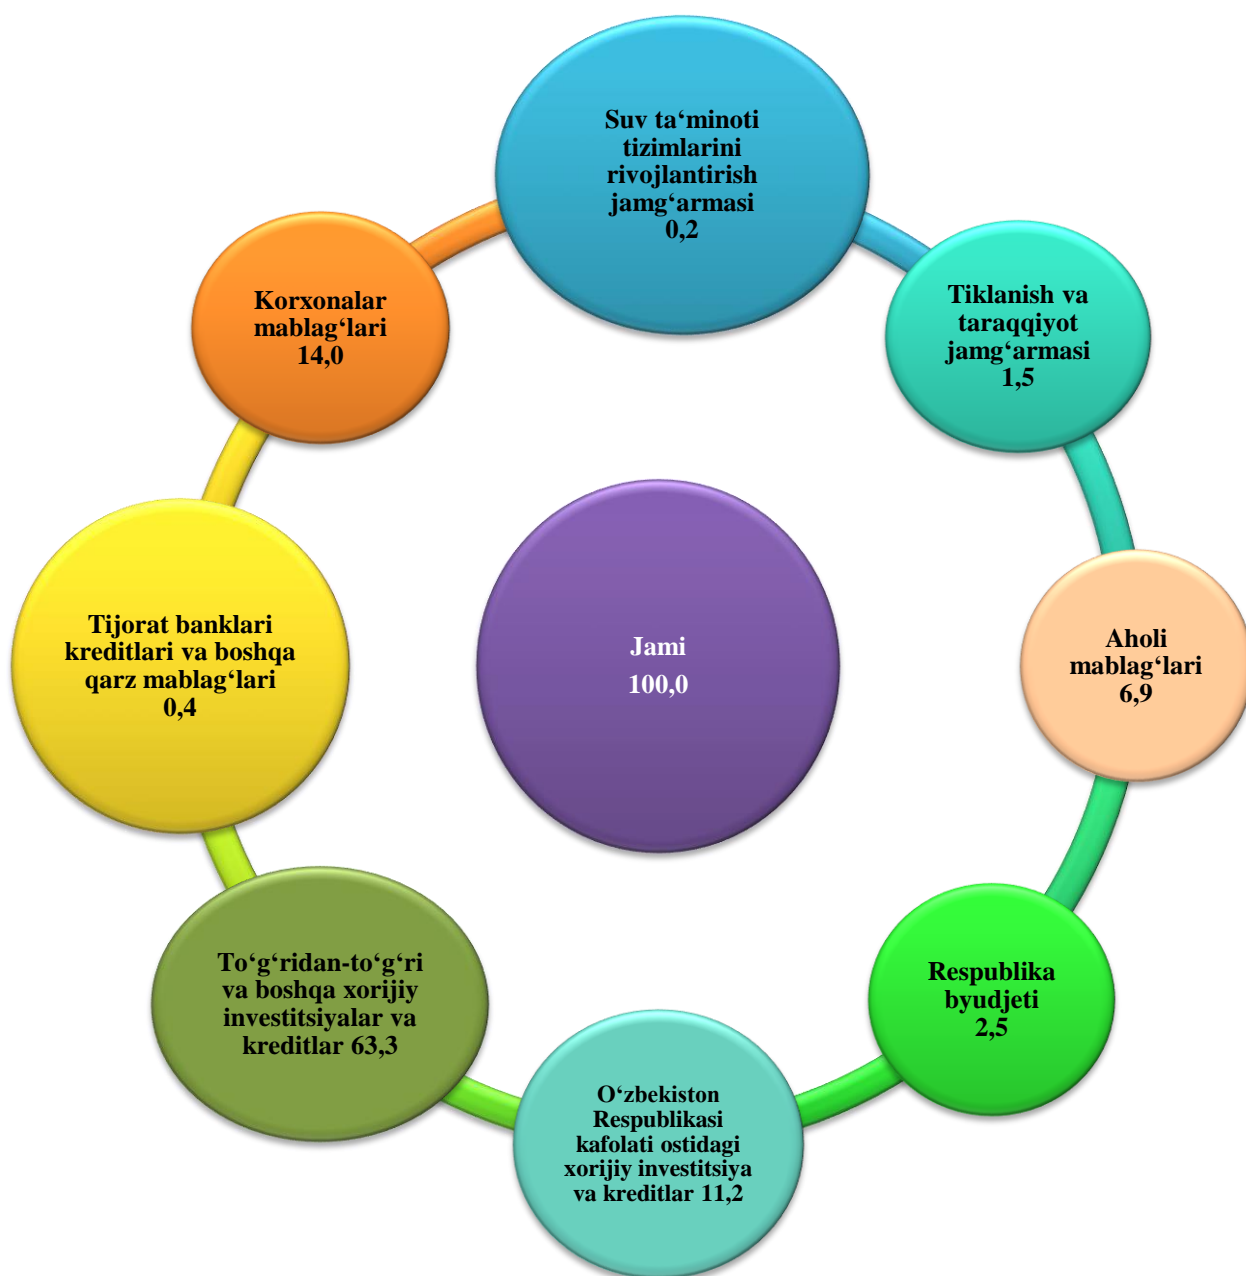 Suv ta‘minoti
tizimlarini
rivojlantirish
jamg‘armasi
0,2
Tiklanish va
taraqqiyot
jamg‘armasi
1,5
Aholi
mablag‘lari
6,9
Respublika
byudjeti
2,5
O‘zbekiston
Respublikasi
kafolati ostidagi
xorijiy investitsiya
va kreditlar 11,2
To‘g‘ridan-to‘g‘ri
va boshqa xorijiy
investitsiyalar va
kreditlar 63,3
Tijorat banklari
kreditlari va boshqa
qarz mablag‘lari
0,4
Korxonalar
mablag‘lari
14,0
Jami
100,0